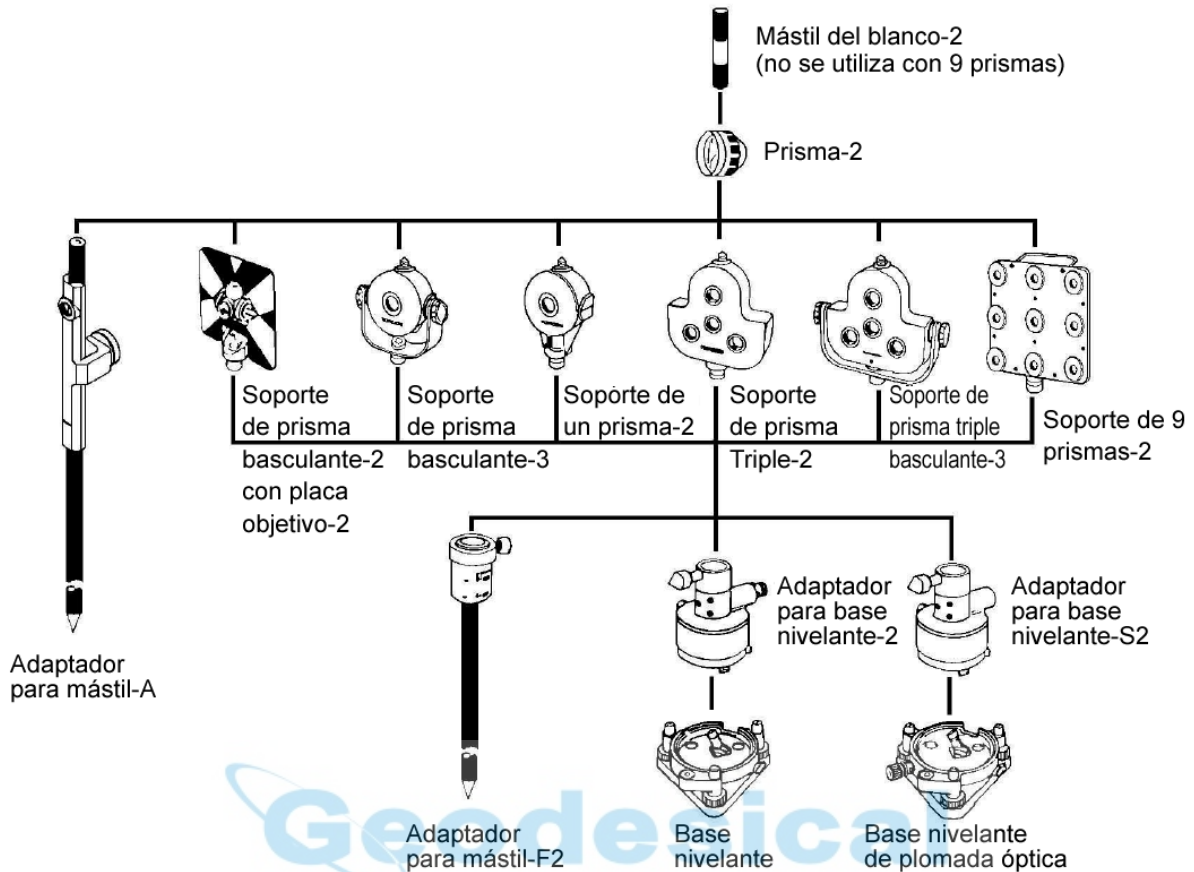 Mástil del blanco-2
(no se utiliza con 9 prismas)
Prisma-2
Soporte
de prisma
basculante-2
con placa
objetivo-2
Soporte
de prisma
basculante-3
Soporte de
un prisma-2
Soporte
de prisma
Triple-2
Soporte de
prisma triple
basculante-3
Soporte de 9
prismas-2
Adaptador
para mástil-A
Adaptador
para base
nivelante-2
Adaptador
para base
nivelante-S2
Adaptador
para mástil-F2
Base
nivelante
Base nivelante
de plomada óptica
Geodesical